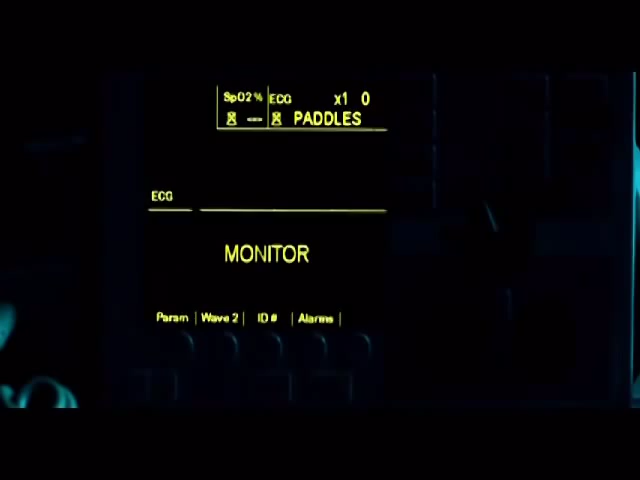 SpO2% ECG x1 0
-- PADDLES
ECG
MONITOR
Param | Wave 2 | ID # | Alarms |